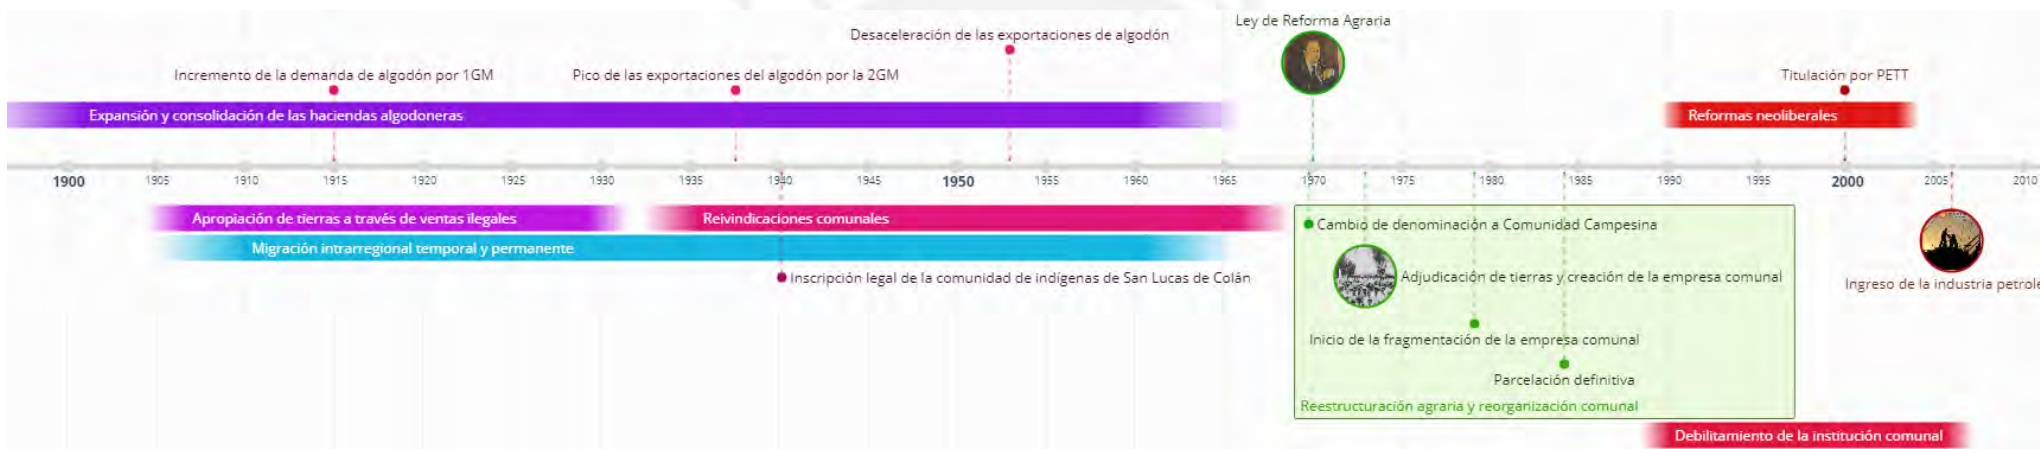 Ley de Reforma Agraria
Desaceleración de las exportaciones de algodón
Incremento de la demanda de algodón por 1GM
Pico de las exportaciones del algodón por la 2GM
Titulación por PETT
Expansión y consolidación de las haciendas algodoneras
Reformas neoliberales
1900 1905 1910 1915 1920 1925 1930 1935 1940 1945 1950 1955 1960 1965 1970 1975 1980 1985 1990 1995 2000 2005 2010
Apropiación de tierras a través de ventas ilegales
Reivindicaciones comunales
Cambio de denominación a Comunidad Campesina
Migración intrarregional temporal y permanente
Inscripción legal de la comunidad de indígenas de San Lucas de Colán
Adjudicación de tierras y creación de la empresa comunal
Ingreso de la industria petrole
Inicio de la fragmentación de la empresa comunal
Parcelación definitiva
Reestructuración agraria y reorganización comunal
Debilitamiento de la institución comunal